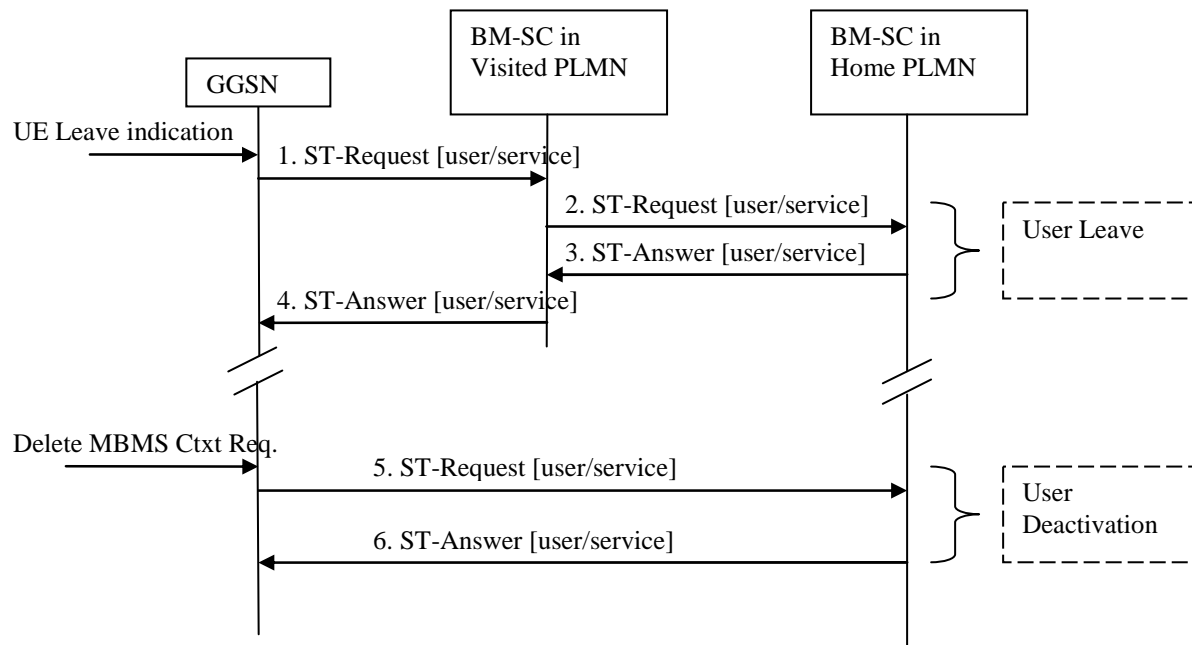 BM-SC in
Visited PLMN
BM-SC in
Home PLMN
GGSN
UE Leave indication
1. ST-Request [user/service]
2. ST-Request [user/service]
3. ST-Answer [user/service]
4. ST-Answer [user/service]
User Leave
Delete MBMS Ctxt Req.
5. ST-Request [user/service]
6. ST-Answer [user/service]
User
Deactivation